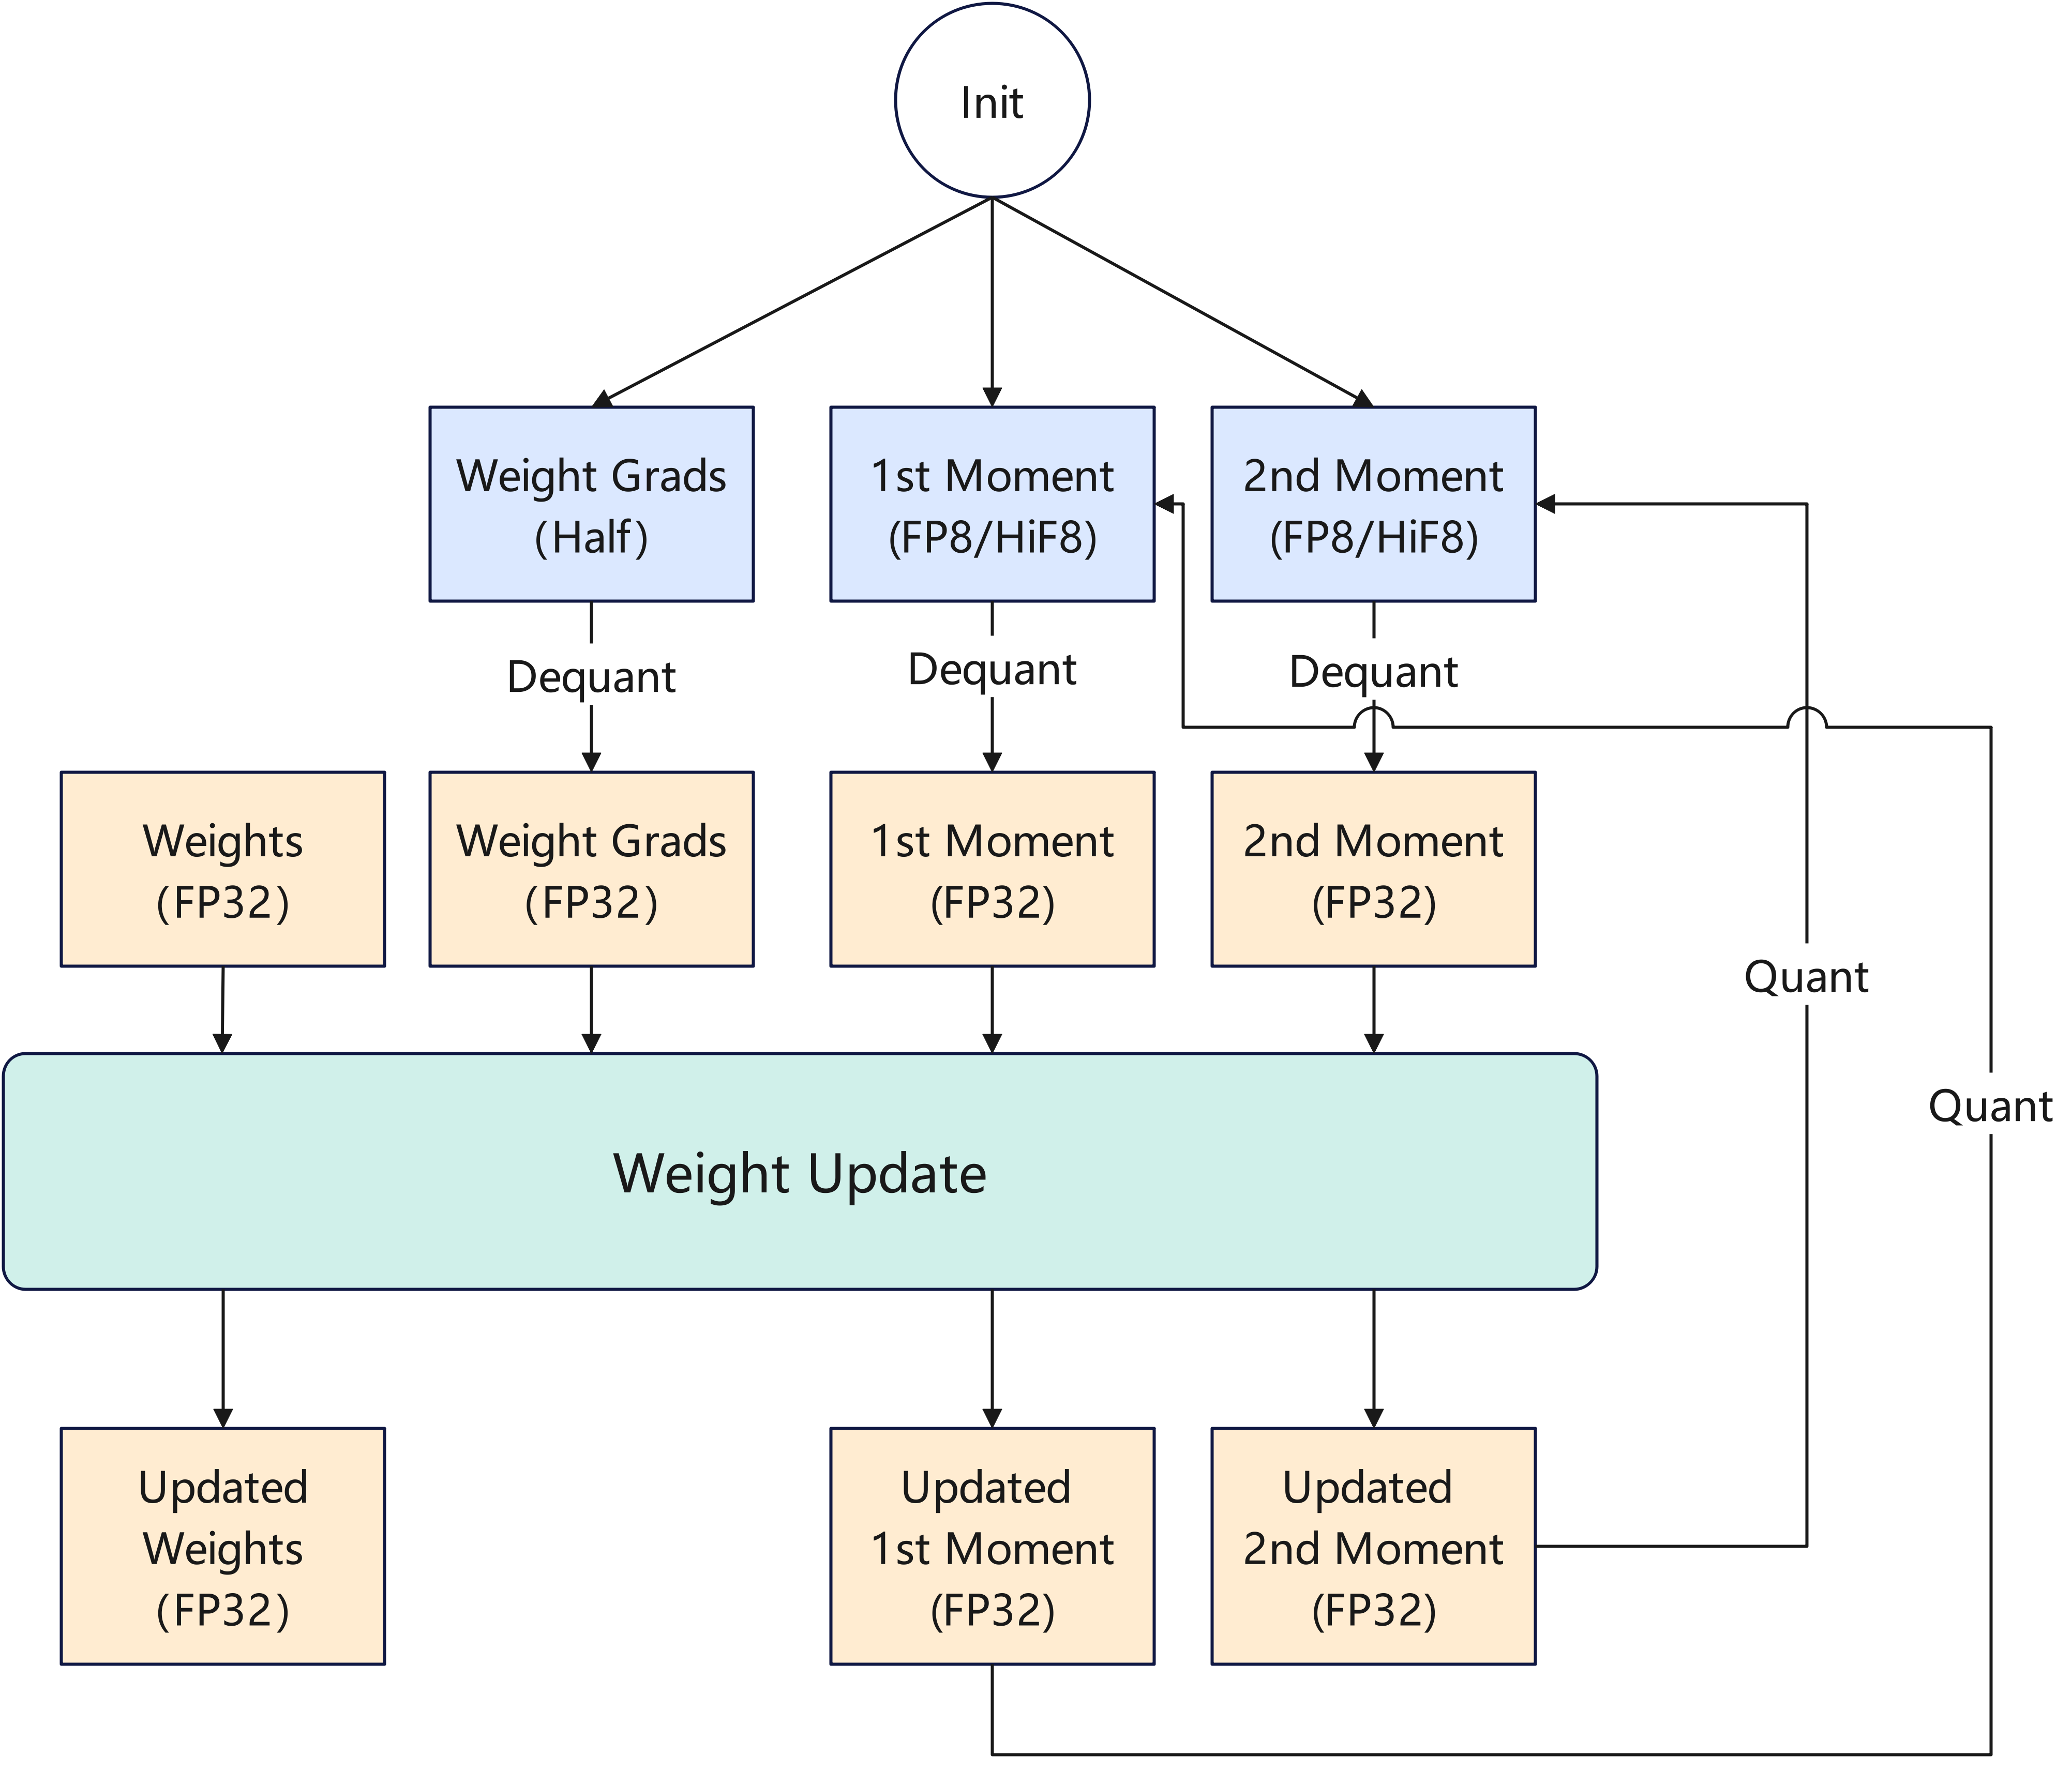 Init
Weight Grads
(Half)
1st Moment
(FP8/HiF8)
2nd Moment
(FP8/HiF8)
Dequant
Dequant
Dequant
Weights
(FP32)
Weight Grads
(FP32)
1st Moment
(FP32)
2nd Moment
(FP32)
Quant
Quant
Weight Update
Updated
Weights
(FP32)
Updated
1st Moment
(FP32)
Updated
2nd Moment
(FP32)